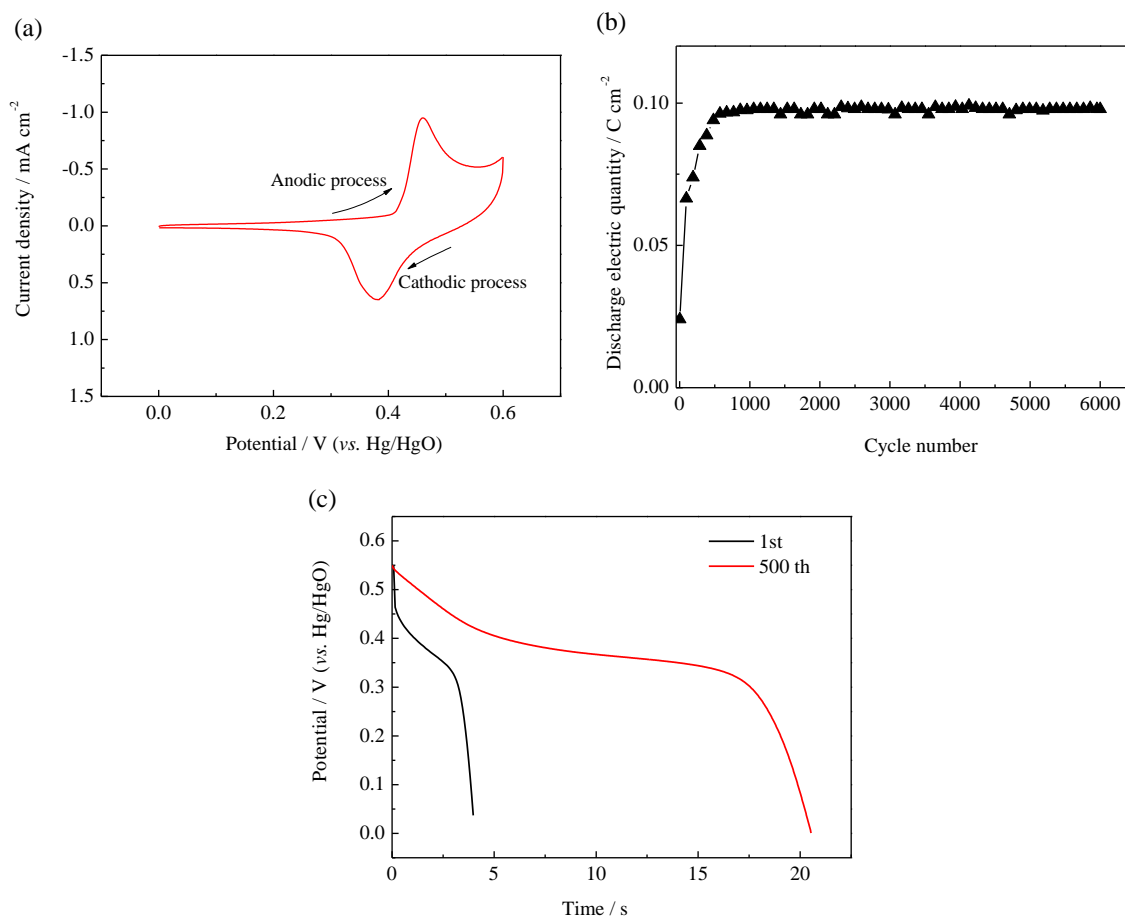 (a)
-1.5
-1.0
-0.5
0.0
0.5
1.0
1.5
Current density / mA cm⁻²
Anodic process
Cathodic process
0.0 0.2 0.4 0.6
Potential / V (vs. Hg/HgO)
(b)
0.10
0.05
0.00
Discharge electric quantity / C cm⁻²
0 1000 2000 3000 4000 5000 6000
Cycle number
(c)
0.6
0.5
0.4
0.3
0.2
0.1
0.0
Potential / V (vs. Hg/HgO)
1st
500 th
0 5 10 15 20
Time / s